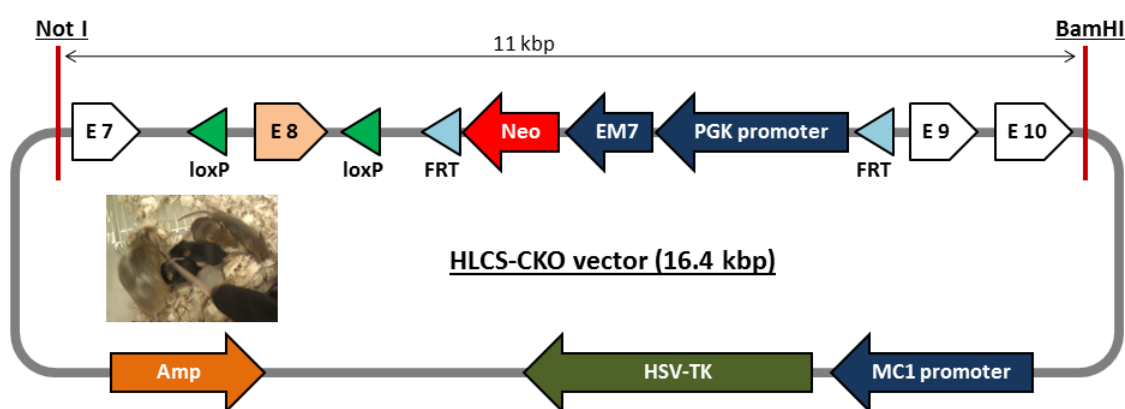 Not I
BamHI
11 kbp
E 7
E 8
Neo
EM7
PGK promoter
E 9
E 10
loxP
loxP
FRT
FRT
HLCS-CKO vector (16.4 kbp)
Amp
HSV-TK
MC1 promoter